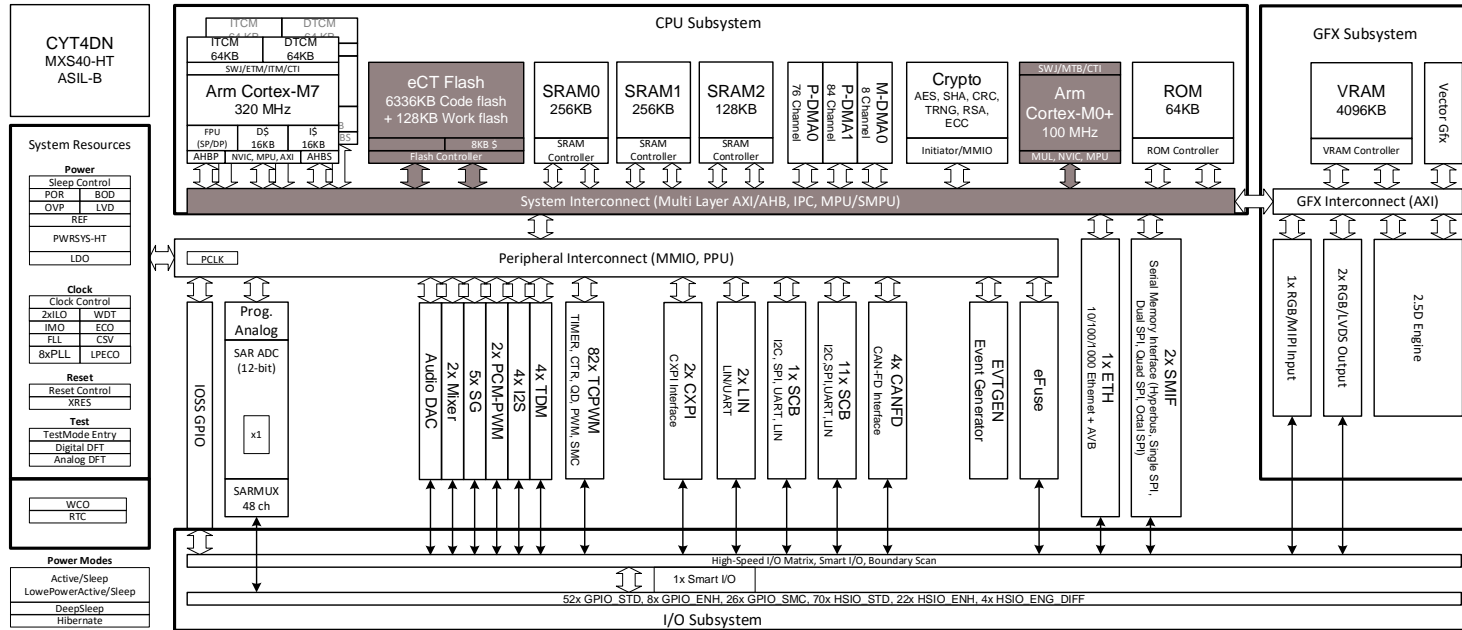 CYT4DN
MXS40-HT
ASIL-B
System Resources
Power
Sleep Control
POR
BOD
OVP
LVD
REF
PWRSYS-HT
LDO
Clock
Clock Control
2xILO
WDT
IMO
ECO
FLL
CSV
8xPLL
LPECO
Reset
Reset Control
XRES
Test
TestMode Entry
Digital DFT
Analog DFT
WCO
RTC
Power Modes
Active/Sleep
LowePowerActive/Sleep
DeepSleep
Hibernate
CPU Subsystem
ITCM
DTCM
ITCM
64KB
DTCM
64KB
SWJ/ETM/ITM/CTI
Arm Cortex-M7
320 MHz
FPU
(SP/DP)
D$
16KB
I$
16KB
AHBP
NVIC, MPU, AXI
AHBS
eCT Flash
6336KB Code flash
+ 128KB Work flash
8KB $
Flash Controller
SRAM0
256KB
SRAM
Controller
SRAM1
256KB
SRAM
Controller
SRAM2
128KB
SRAM
Controller
P-DMA0
76 Channel
P-DMA1
84 Channel
M-DMA0
8 Channel
Crypto
AES, SHA, CRC,
TRNG, RSA,
ECC
Initiator/MMIO
SWJ/MTB/CTI
Arm
Cortex-M0+
100 MHz
MUL, NVIC, MPU
ROM
64KB
ROM Controller
System Interconnect (Multi Layer AXI/AHB, IPC, MPU/SMPU)
GFX Subsystem
VRAM
4096KB
VRAM Controller
Vector Gfx
GFX Interconnect (AXI)
1x RGB/MIPI Input
2x RGB/LVDS Output
2.5D Engine
PCLK
Peripheral Interconnect (MMIO, PPU)
IOSS GPIO
Prog.
Analog
SAR ADC
(12-bit)
x1
SARMUX
48 ch
Audio DAC
2x Mixer
5x SG
2x PCM-PWM
4x I2S
4x TDM
82x TCPWM
TIMER, CTR, QD, PWM, SMC
2x CXPI
CXPI Interface
2x LIN
LIN/UART
1x SCB
I2C, SPI, UART, LIN
11x SCB
I2C,SPI,UART, LIN
4x CANFD
CAN-FD Interface
EVTGEN
Event Generator
eFuse
1x ETH
10/100/1000 Ethernet + AVB
2x SMIF
Serial Memory Interface (Hyperbus, Single SPI,
Dual SPI, Quad SPI, Octal SPI)
High-Speed I/O Matrix, Smart I/O, Boundary Scan
1x Smart I/O
52x GPIO_STD, 8x GPIO_ENH, 26x GPIO_SMC, 70x HSIO_STD, 22x HSIO_ENH, 4x HSIO_ENG_DIFF
I/O Subsystem